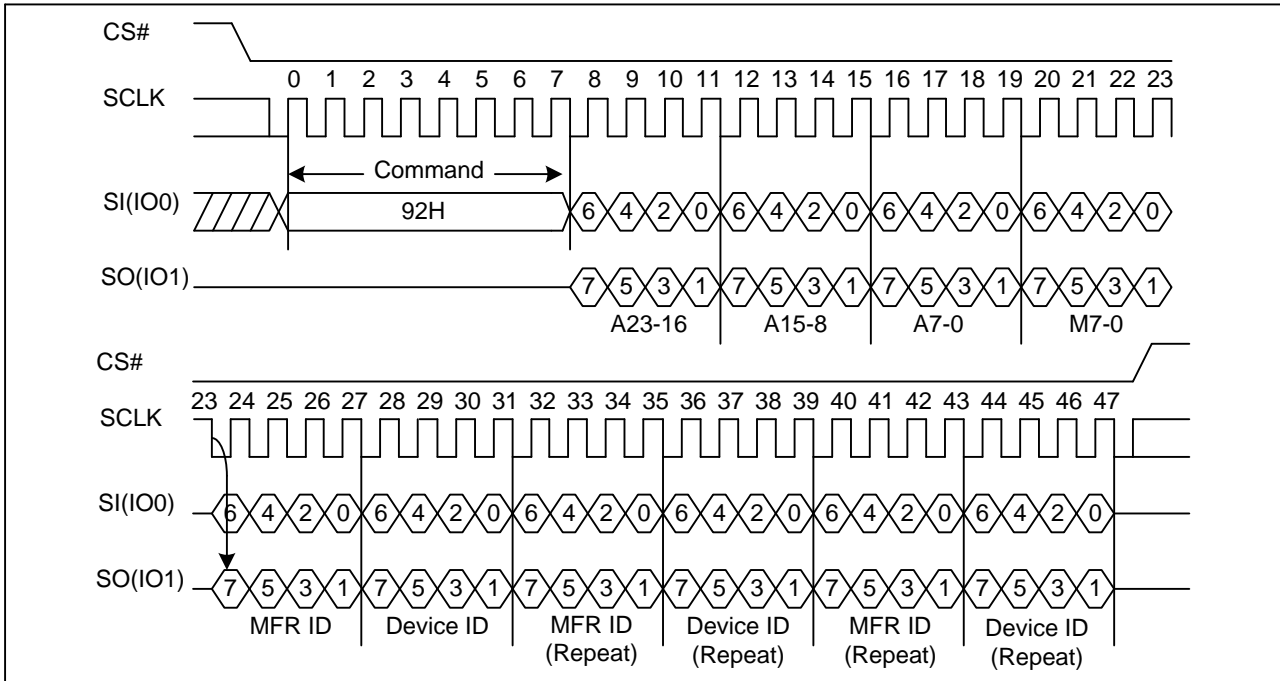 CS#
0 1 2 3 4 5 6 7 8 9 10 11 12 13 14 15 16 17 18 19 20 21 22 23
SCLK
Command
SI(IO0)
92H
6 4 2 0 6 4 2 0 6 4 2 0 6 4 2 0
SO(IO1)
7 5 3 1 7 5 3 1 7 5 3 1 7 5 3 1
A23-16 A15-8 A7-0 M7-0
CS#
23 24 25 26 27 28 29 30 31 32 33 34 35 36 37 38 39 40 41 42 43 44 45 46 47
SCLK
SI(IO0)
6 4 2 0 6 4 2 0 6 4 2 0 6 4 2 0 6 4 2 0 6 4 2 0
SO(IO1)
7 5 3 1 7 5 3 1 7 5 3 1 7 5 3 1 7 5 3 1 7 5 3 1
MFR ID Device ID MFR ID Device ID MFR ID Device ID
(Repeat) (Repeat) (Repeat) (Repeat)